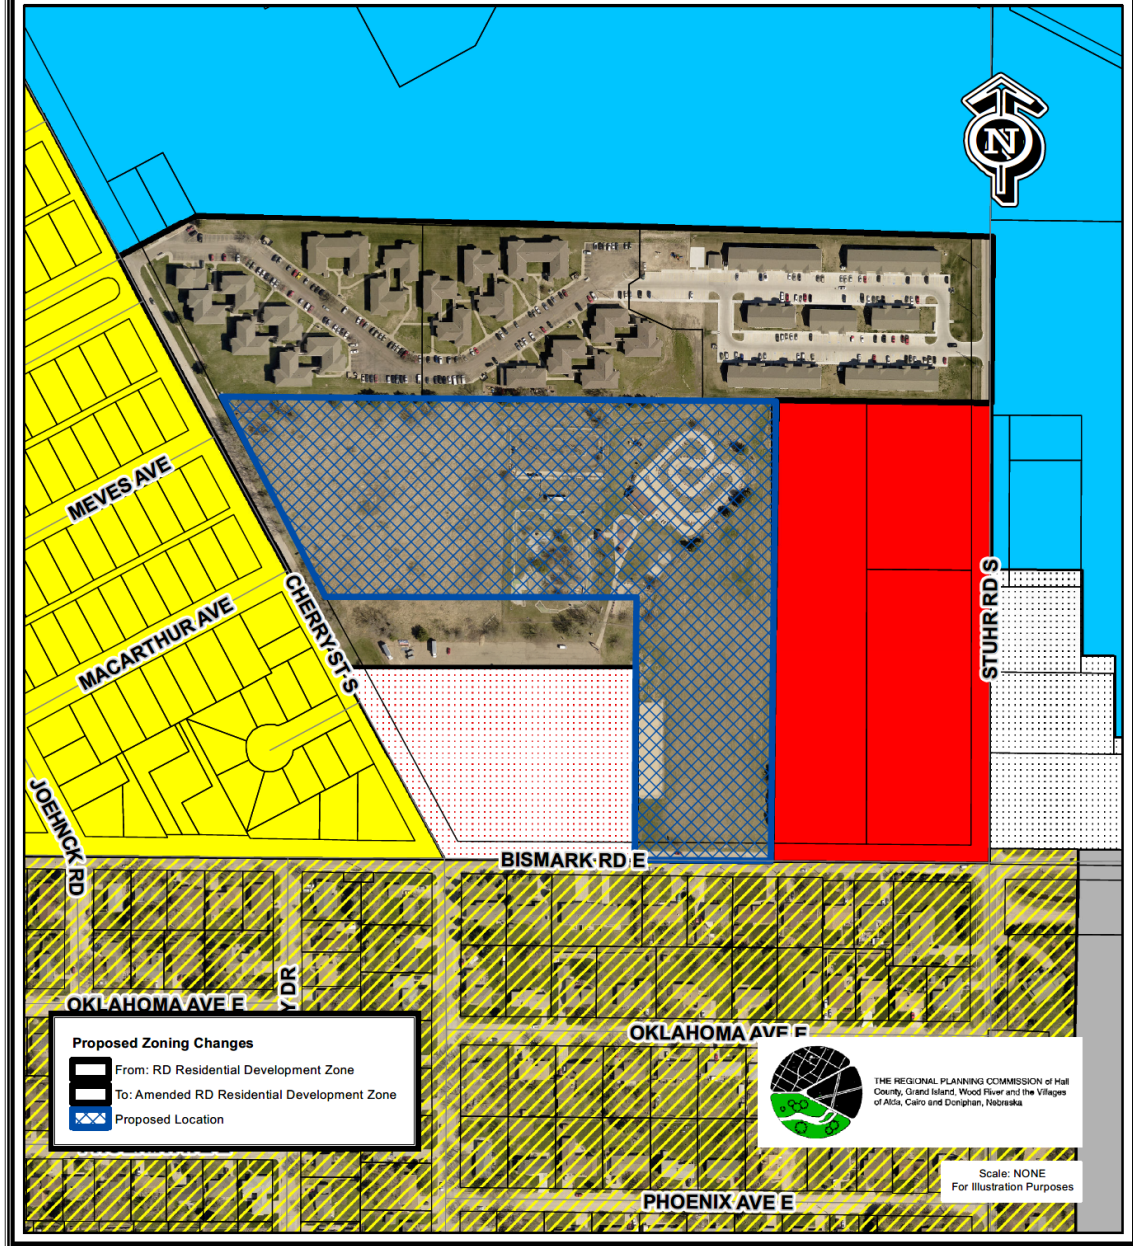 N
MEVES AVE
MACARTHUR AVE
CHERRY ST S
STUHR RD S
JOEHNCK RD
BISMARK RD E
Y DR
OKLAHOMA AVE E
OKLAHOMA AVE E
Proposed Zoning Changes
From: RD Residential Development Zone
To: Amended RD Residential Development Zone
Proposed Location
THE REGIONAL PLANNING COMMISSION of Hall
County, Grand Island, Wood River and the Villages
of Alda, Cairo and Doniphan, Nebraska
Scale: NONE
For Illustration Purposes
PHOENIX AVE E